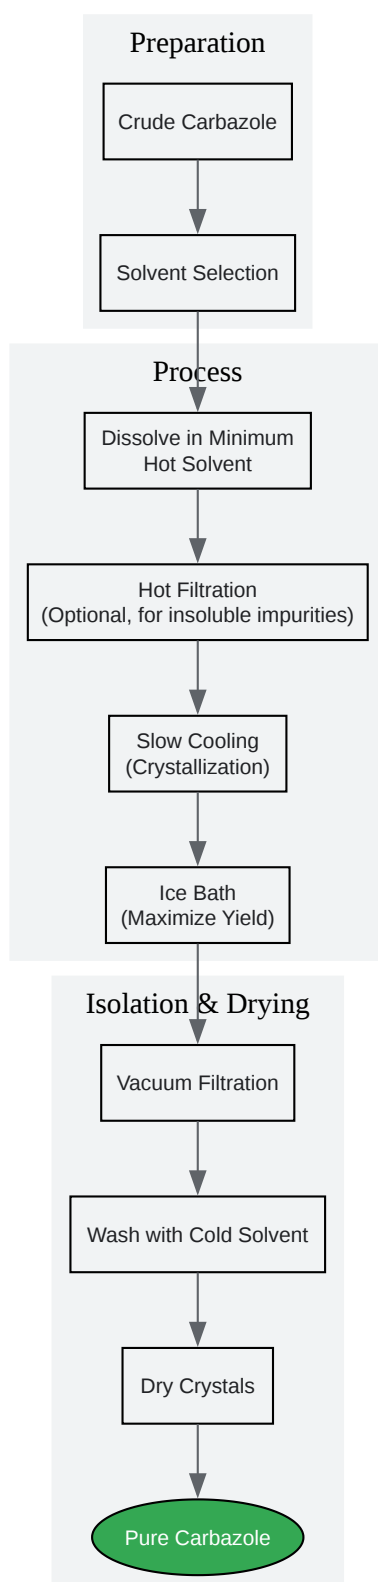 Preparation
Crude Carbazole
Solvent Selection
Process
Dissolve in Minimum
Hot Solvent
Hot Filtration
(Optional, for insoluble impurities)
Slow Cooling
(Crystallization)
Ice Bath
(Maximize Yield)
Isolation & Drying
Vacuum Filtration
Wash with Cold Solvent
Dry Crystals
Pure Carbazole